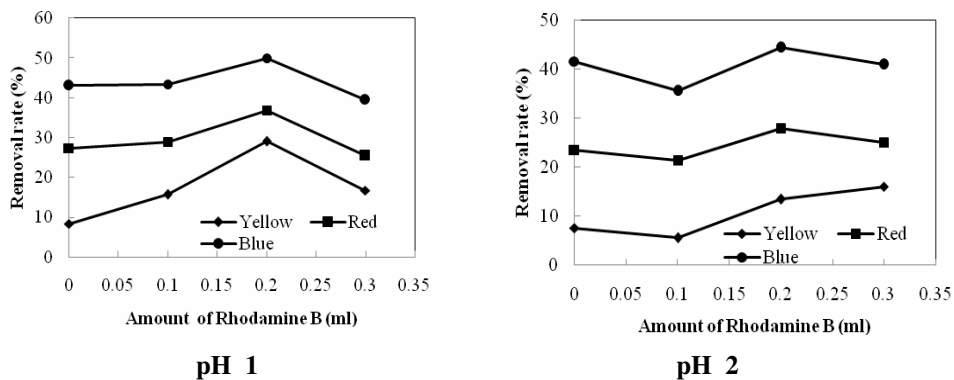 60
50
40
30
20
10
0
Removal rate (%)
Yellow
Red
Blue
0 0.05 0.1 0.15 0.2 0.25 0.3 0.35
Amount of Rhodamine B (ml)
pH 1
50
40
30
20
10
0
Removal rate (%)
Yellow
Red
Blue
0 0.05 0.1 0.15 0.2 0.25 0.3 0.35
Amount of Rhodamine B (ml)
pH 2